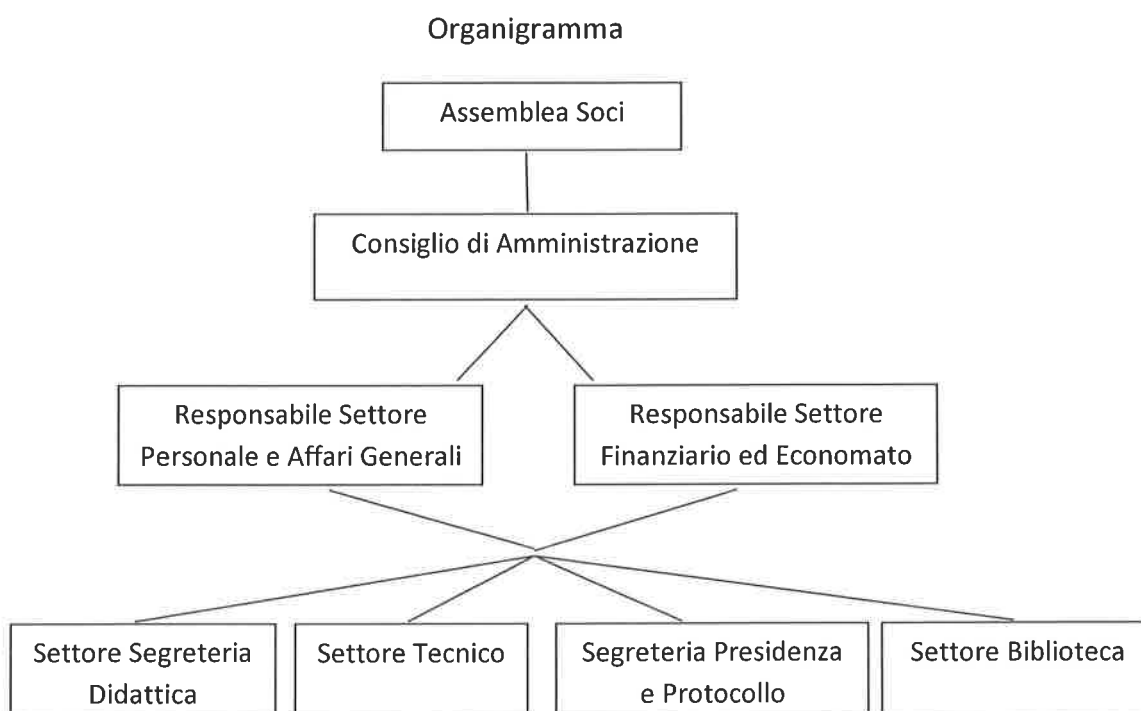 Organigramma
Assemblea Soci
Consiglio di Amministrazione
Responsabile Settore
Personale e Affari Generali
Responsabile Settore
Finanziario ed Economato
Settore Segreteria
Didattica
Settore Tecnico
Segreteria Presidenza
e Protocollo
Settore Biblioteca